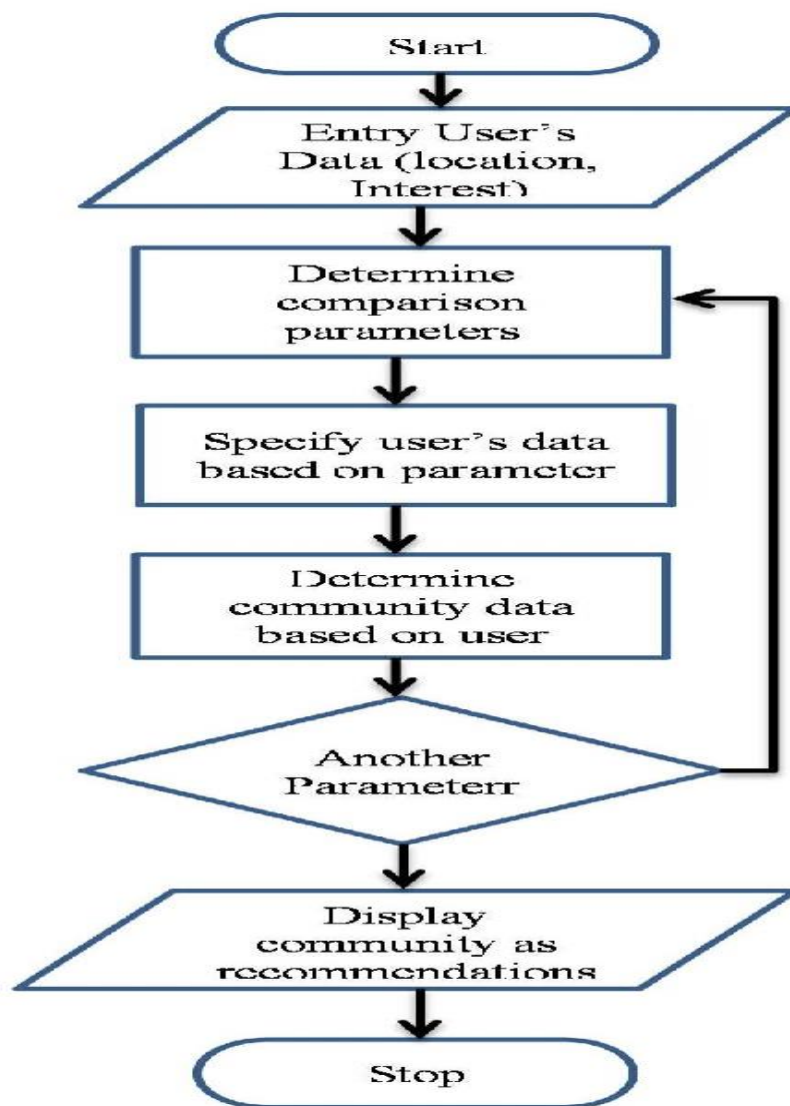 Start
Entry User's
Data (location,
Interest)
Determine
comparison
parameters
Specify user's data
based on parameter
Determine
community data
based on user
Another
Parameterr
Display
community as
recommendations
Stop